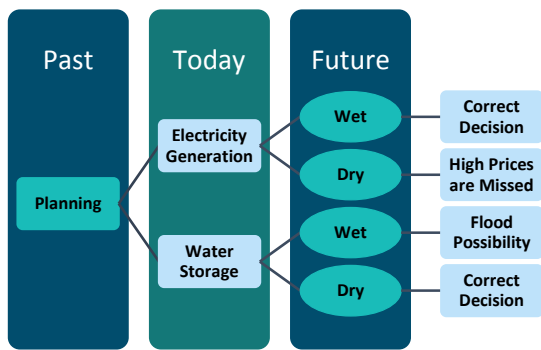 Past
Today
Future
Planning
Electricity
Generation
Water
Storage
Wet
Dry
Wet
Dry
Correct
Decision
High Prices
are Missed
Flood
Possibility
Correct
Decision